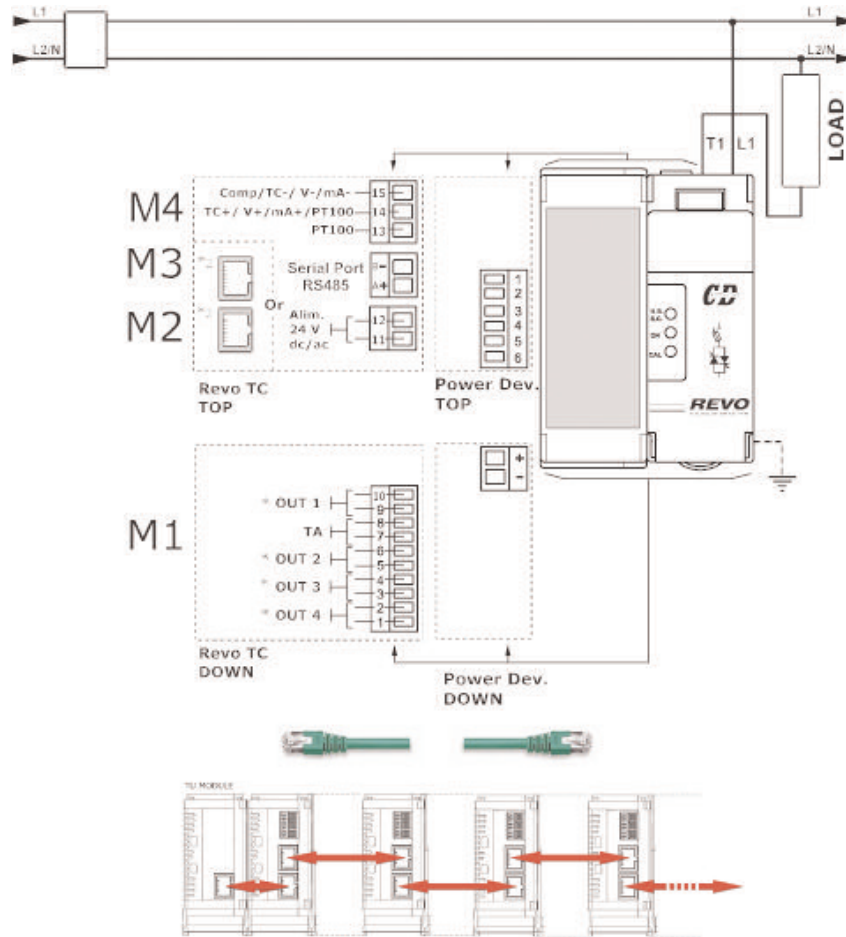 L1
L1
L2/N
L2/N
LOAD
T1
L1
M4
Comp/TC-/ V-/mA-
15
TC+/ V+/mA+/PT100
14
PT100
13
M3
Serial Port
RS485
B-
A+
Or
M2
Alim.
24 V
dc/ac
12
11
Revo TC
TOP
1
2
3
4
5
6
Power Dev.
TOP
CD
ON
CAL
REVO
+
-
M1
* OUT 1
10
9
TA
8
7
* OUT 2
6
5
* OUT 3
4
3
* OUT 4
2
1
Revo TC
DOWN
Power Dev.
DOWN
TU MODULE